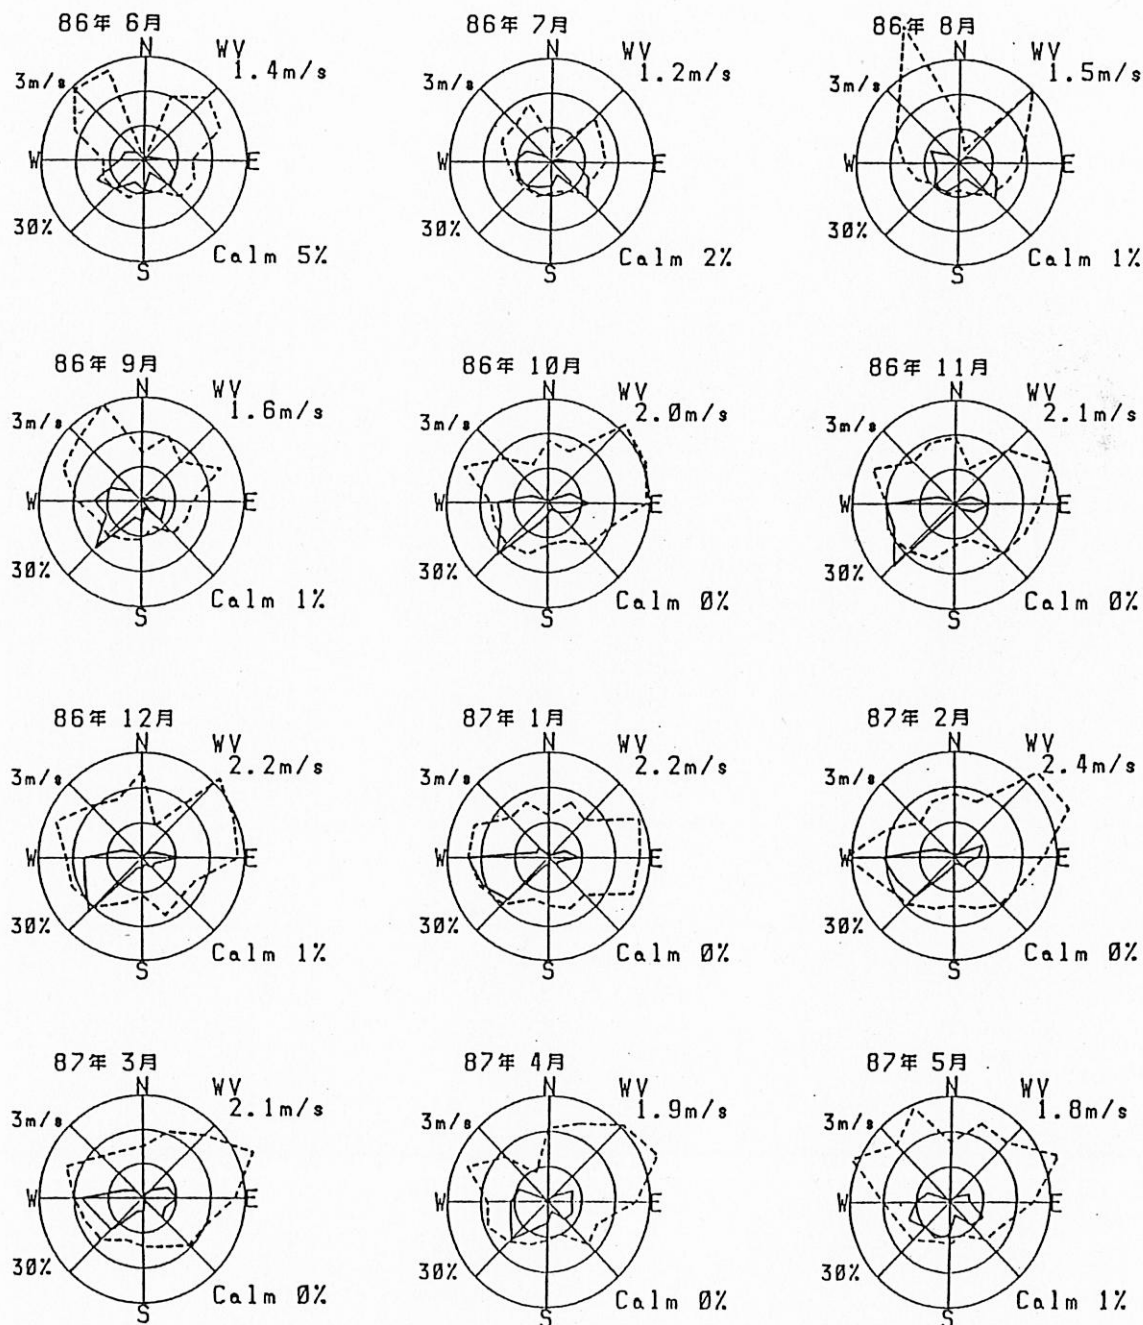 86年 6月
N
WV
1.4m/s
3m/s
W
E
30%
S
Calm 5%
86年 7月
N
WV
1.2m/s
3m/s
W
E
30%
S
Calm 2%
86年 8月
N
WV
1.5m/s
3m/s
W
E
30%
S
Calm 1%
86年 9月
N
WV
1.6m/s
3m/s
W
E
30%
S
Calm 1%
86年 10月
N
WV
2.0m/s
3m/s
W
E
30%
S
Calm 0%
86年 11月
N
WV
2.1m/s
3m/s
W
E
30%
S
Calm 0%
86年 12月
N
WV
2.2m/s
3m/s
W
E
30%
S
Calm 1%
87年 1月
N
WV
2.2m/s
3m/s
W
E
30%
S
Calm 0%
87年 2月
N
WV
2.4m/s
3m/s
W
E
30%
S
Calm 0%
87年 3月
N
WV
2.1m/s
3m/s
W
E
30%
S
Calm 0%
87年 4月
N
WV
1.9m/s
3m/s
W
E
30%
S
Calm 0%
87年 5月
N
WV
1.8m/s
3m/s
W
E
30%
S
Calm 1%